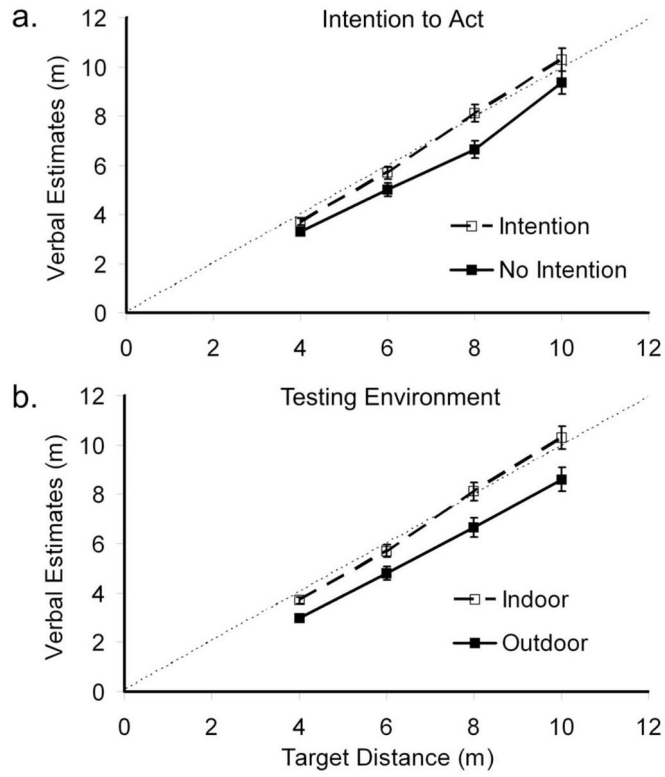 a.
Intention to Act
Verbal Estimates (m)
12
10
8
6
4
2
0
Intention
No Intention
0 2 4 6 8 10 12
b.
Testing Environment
Verbal Estimates (m)
12
10
8
6
4
2
0
Indoor
Outdoor
0 2 4 6 8 10 12
Target Distance (m)